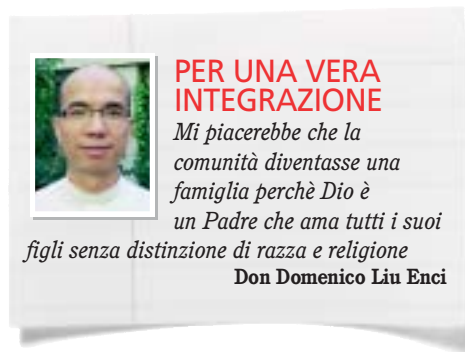 PER UNA VERA
INTEGRAZIONE
Mi piacerebbe che la
comunità diventasse una
famiglia perchè Dio è
un Padre che ama tutti i suoi
figli senza distinzione di razza e religione
Don Domenico Liu Enci